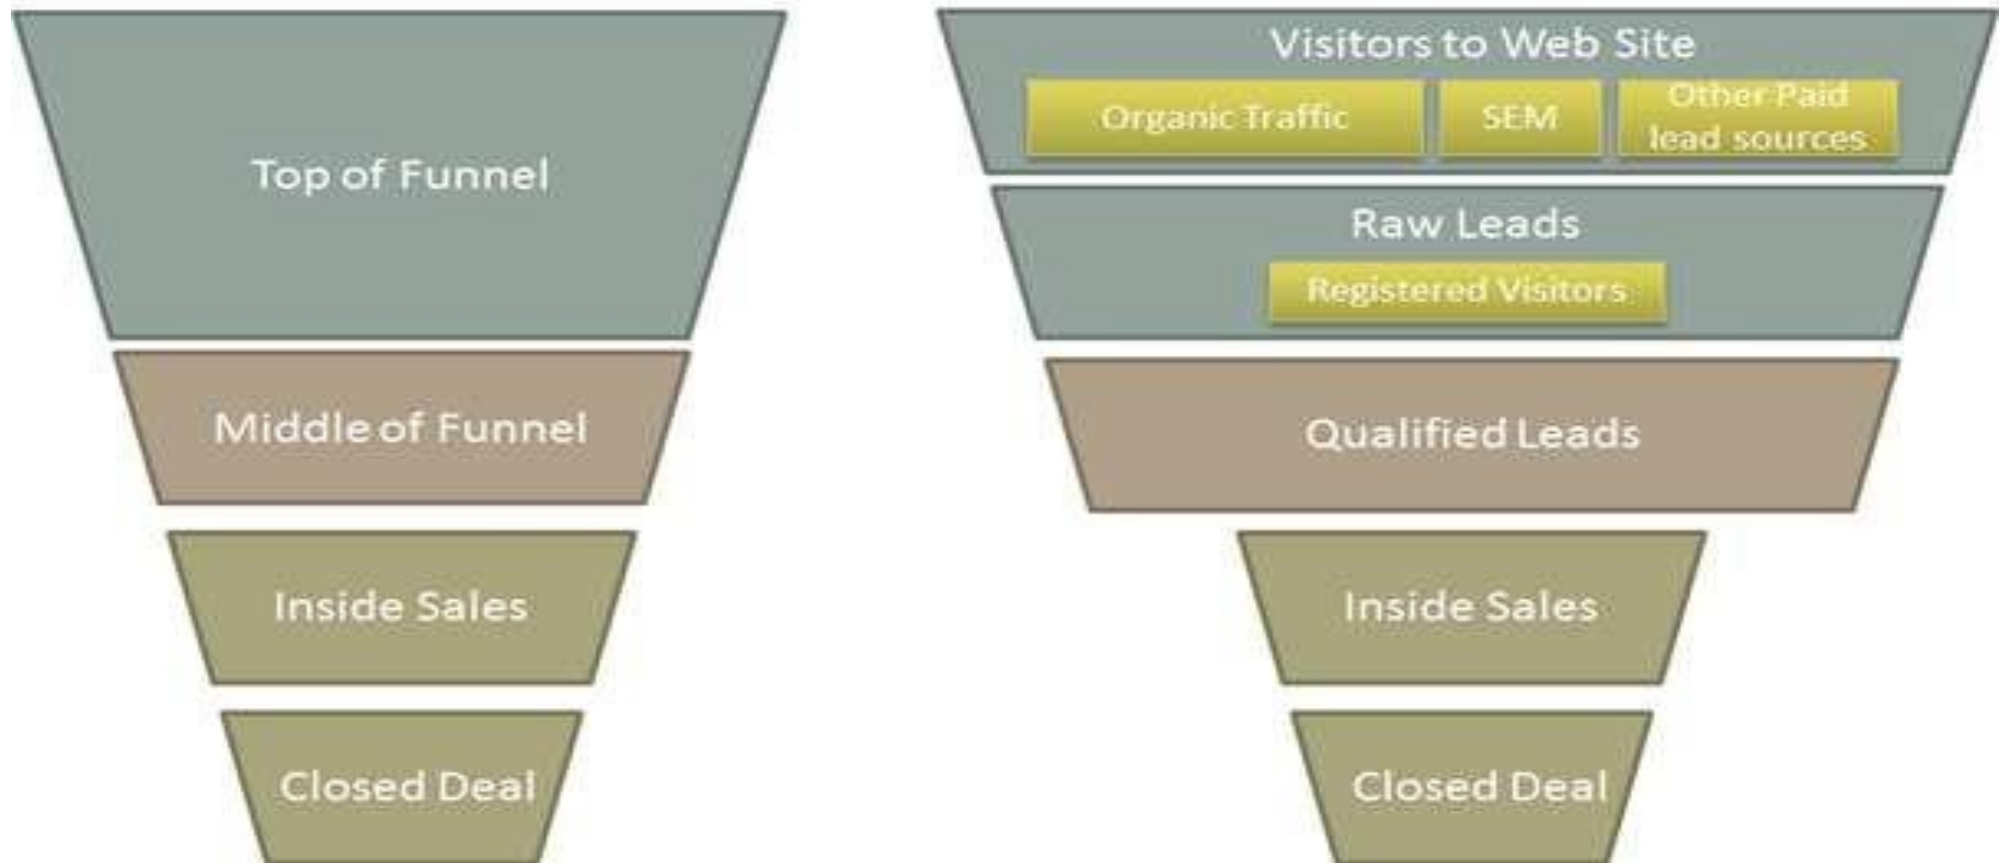 Top of Funnel
Middle of Funnel
Inside Sales
Closed Deal
Visitors to Web Site
Organic Traffic
SEM
Other Paid
lead sources
Raw Leads
Registered Visitors
Qualified Leads
Inside Sales
Closed Deal